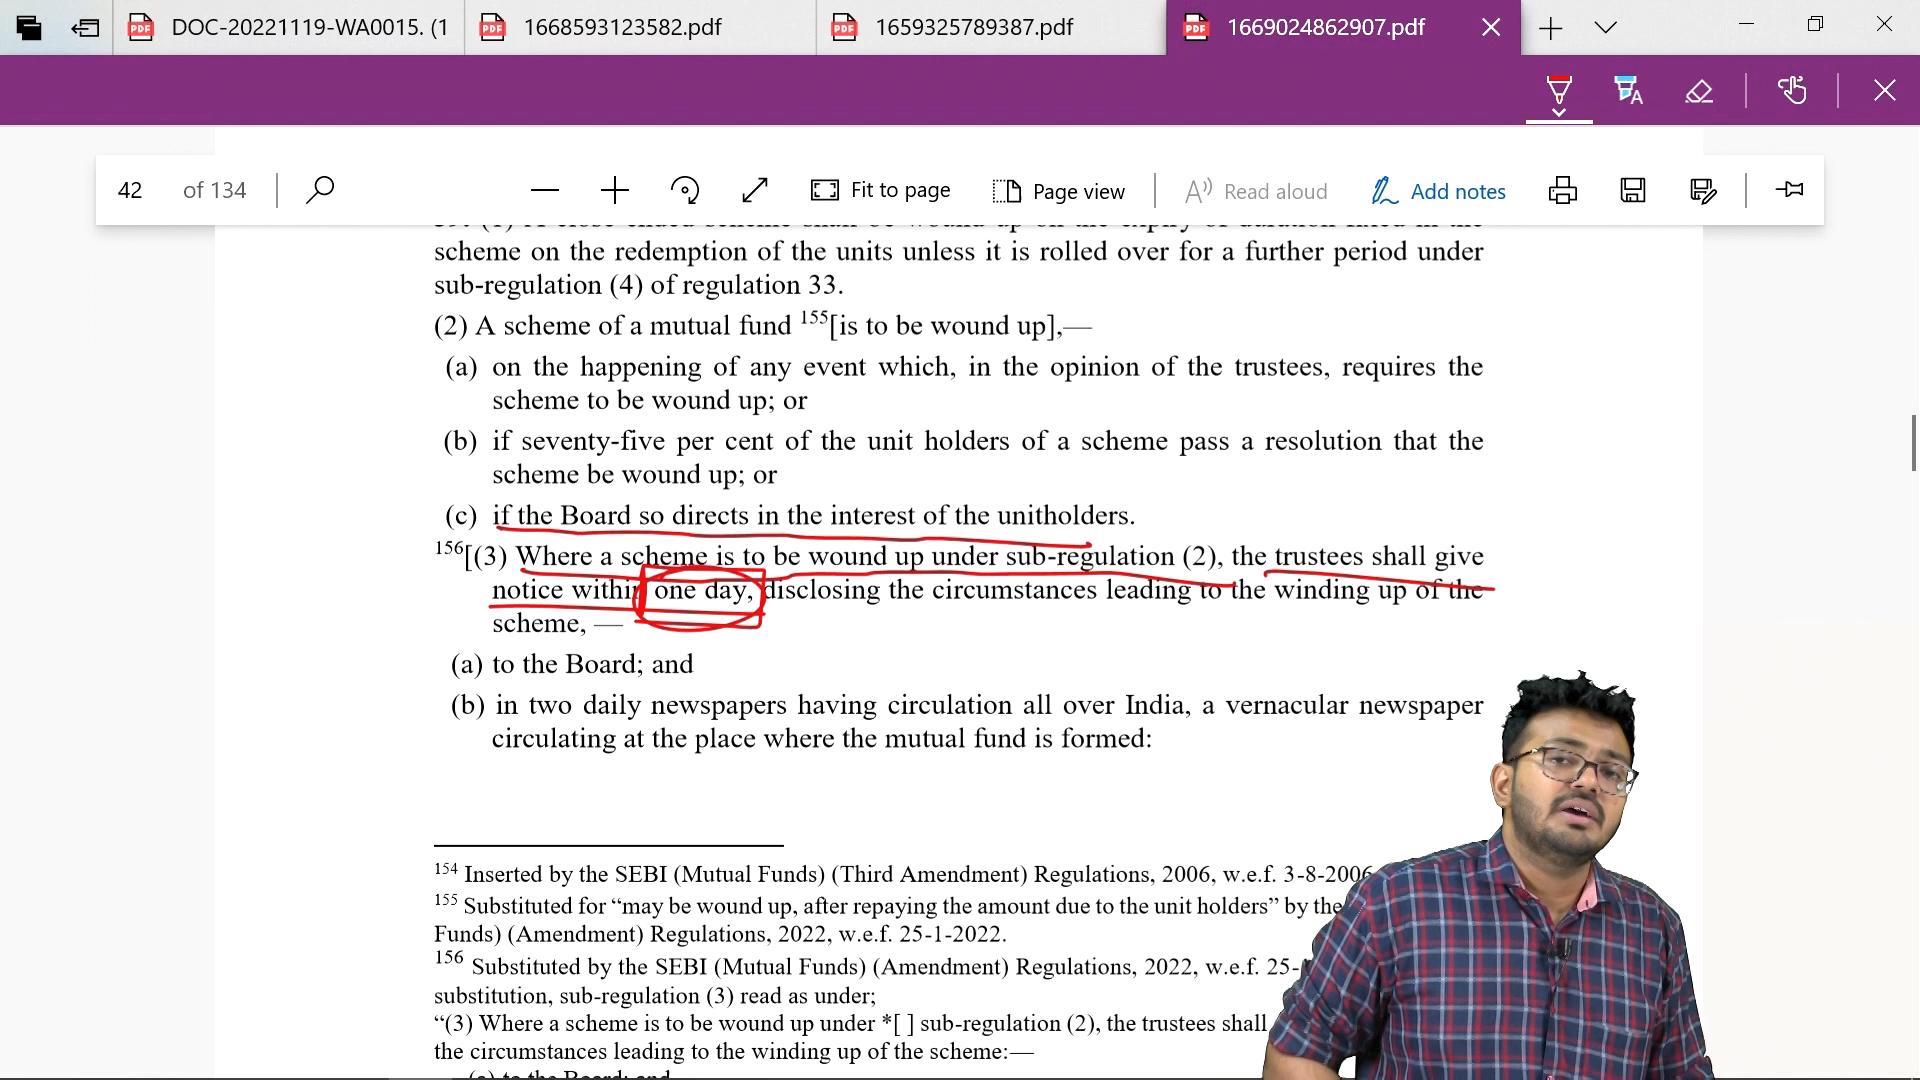 DOC-20221119-WA0015. (1
1668593123582.pdf
1659325789387.pdf
1669024862907.pdf
42 of 134
Fit to page
Page view
Read aloud
Add notes
scheme on the redemption of the units unless it is rolled over for a further period under
sub-regulation (4) of regulation 33.
(2) A scheme of a mutual fund 155[is to be wound up],—
(a) on the happening of any event which, in the opinion of the trustees, requires the
scheme to be wound up; or
(b) if seventy-five per cent of the unit holders of a scheme pass a resolution that the
scheme be wound up; or
(c) if the Board so directs in the interest of the unitholders.
156[(3) Where a scheme is to be wound up under sub-regulation (2), the trustees shall give
notice within one day, disclosing the circumstances leading to the winding up of the
scheme, —
(a) to the Board; and
(b) in two daily newspapers having circulation all over India, a vernacular newspaper
circulating at the place where the mutual fund is formed:
154 Inserted by the SEBI (Mutual Funds) (Third Amendment) Regulations, 2006, w.e.f. 3-8-2006
155 Substituted for “may be wound up, after repaying the amount due to the unit holders” by the
Funds) (Amendment) Regulations, 2022, w.e.f. 25-1-2022.
156 Substituted by the SEBI (Mutual Funds) (Amendment) Regulations, 2022, w.e.f. 25-
substitution, sub-regulation (3) read as under;
“(3) Where a scheme is to be wound up under *[ ] sub-regulation (2), the trustees shall
the circumstances leading to the winding up of the scheme:—